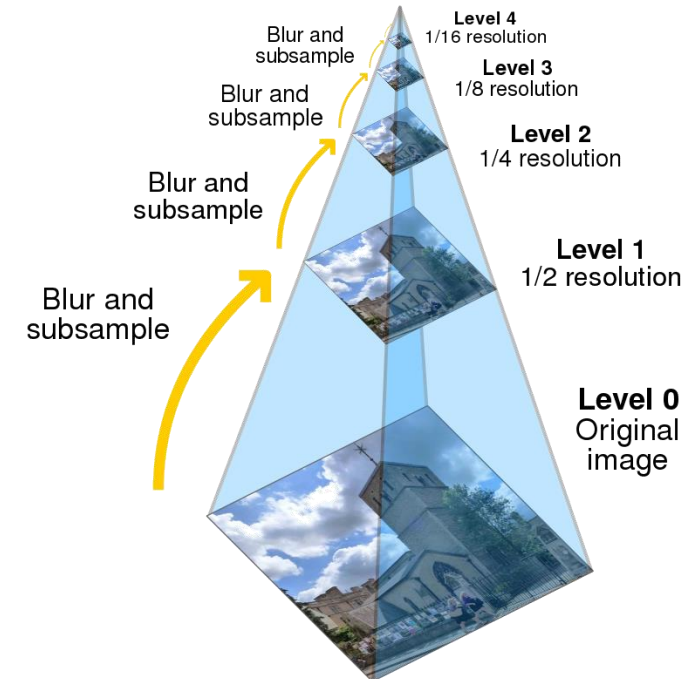 Level 4
1/16 resolution
Blur and
subsample
Level 3
1/8 resolution
Blur and
subsample
Level 2
1/4 resolution
Blur and
subsample
Level 1
1/2 resolution
Blur and
subsample
Level 0
Original
image